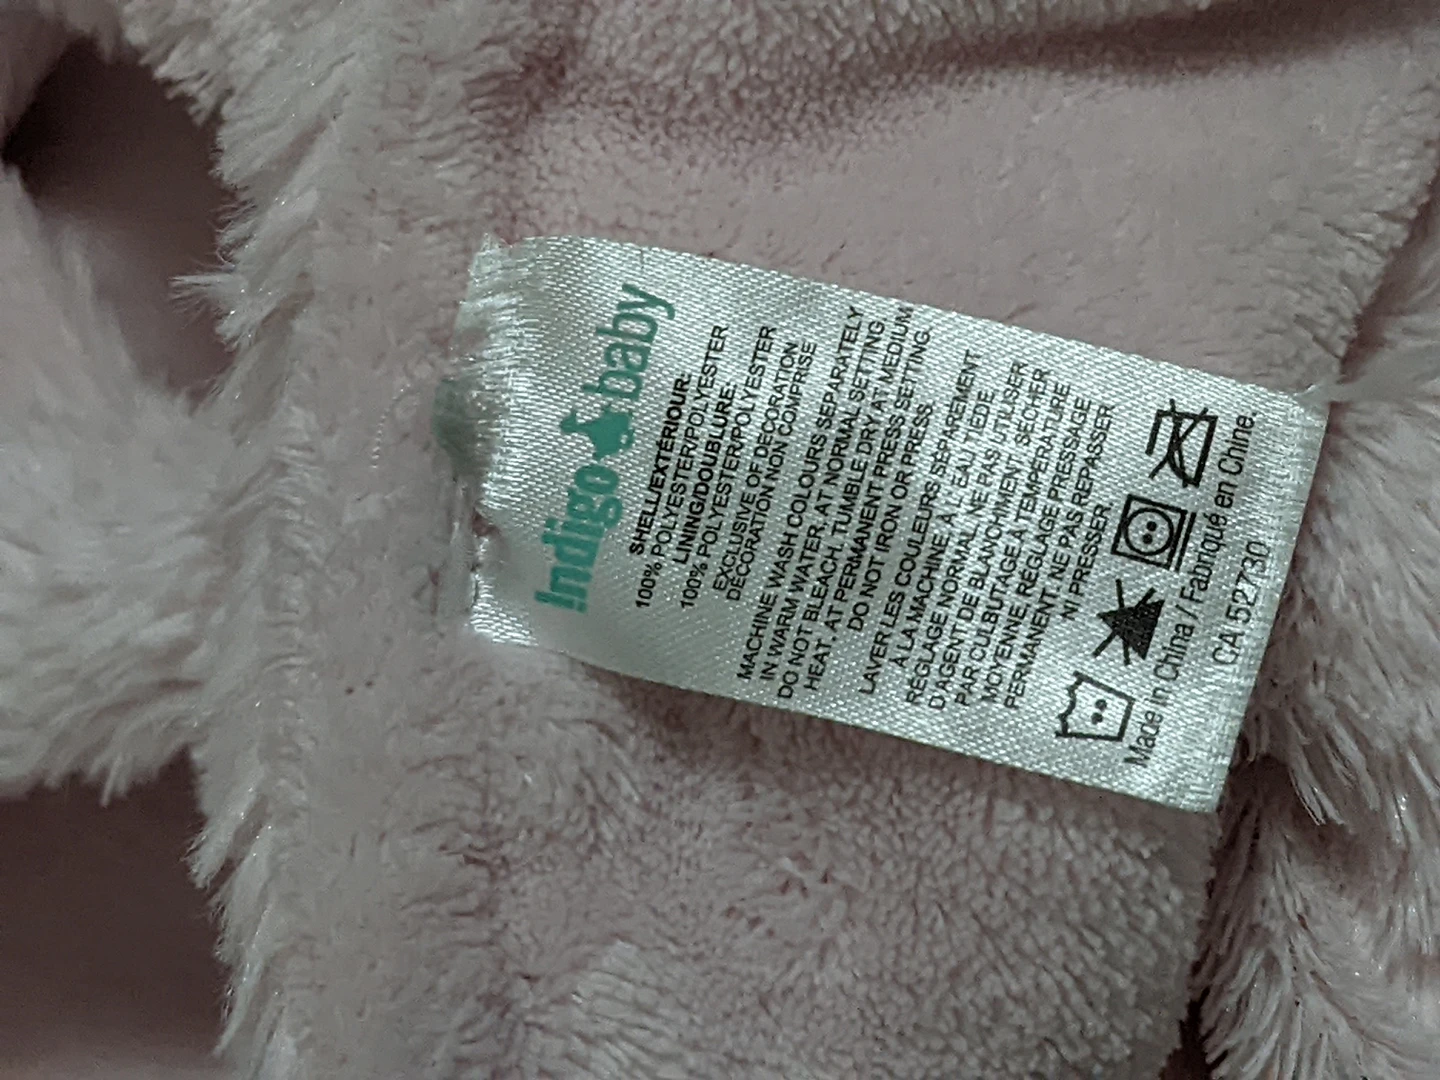 !ndigo baby
SHELL/EXTÉRIOUR:
100% POLYESTER/POLYESTER
LINING/DOUBLURE:
100% POLYESTER/POLYESTER
EXCLUSIVE OF DECORATION
DÉCORATION NON COMPRISE
MACHINE WASH COLOURS SEPARATELY
IN WARM WATER, AT NORMAL SETTING.
DO NOT BLEACH, TUMBLE DRY AT MEDIUM
HEAT, AT PERMANENT PRESS SETTING.
DO NOT IRON OR PRESS.
LAVER LES COULEURS SÉPARÉMENT
À LA MACHINE À L'EAU TIÈDE,
RÉGLAGE NORMAL. NE PAS UTILISER
D'AGENT DE BLANCHIMENT. SÉCHER
PAR CULBUTAGE À TEMPÉRATURE
MOYENNE, RÉGLAGE PRESSAGE
PERMANENT. NE PAS REPASSER
NI PRESSER.
Made in China / Fabriqué en Chine.
CA 52730